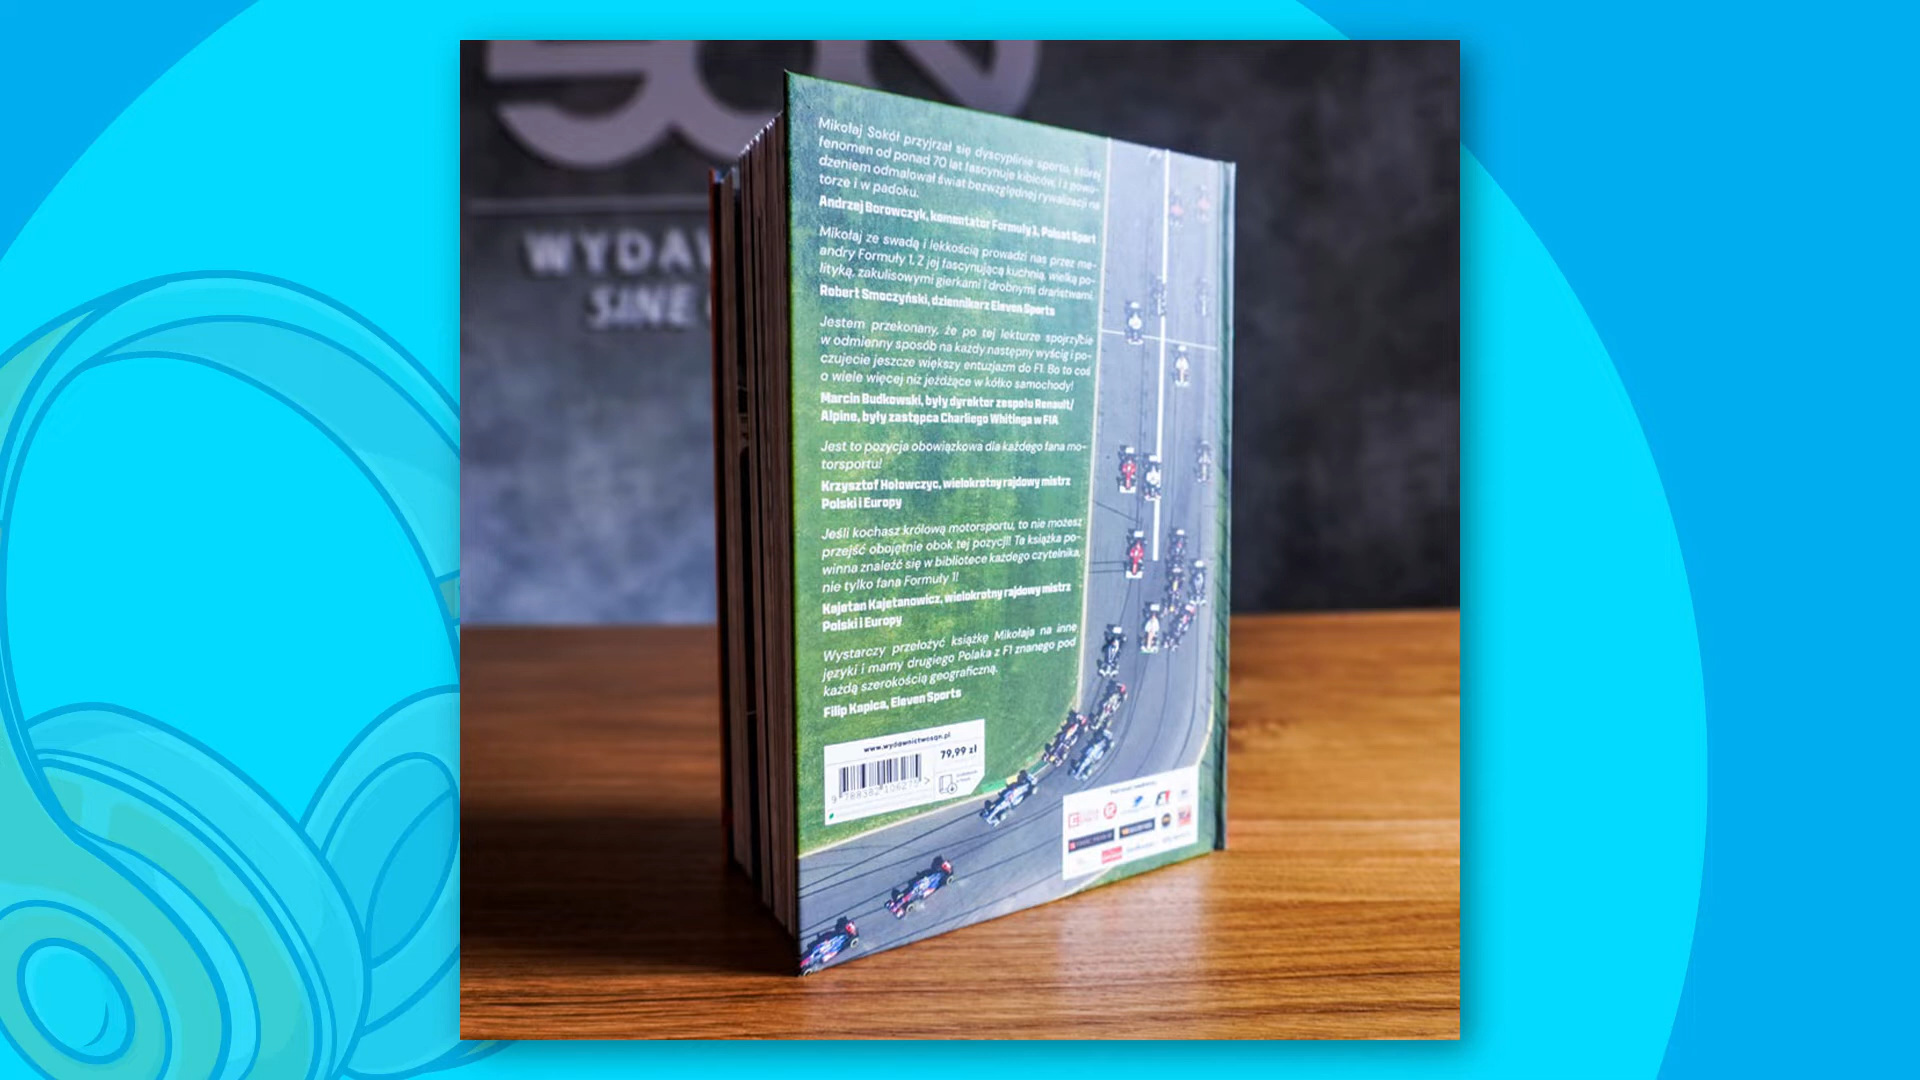 SQN
WYDAW
SINE
Mikołaj Sokół przyjrzał się dyscyplinie sportu, której
fenomen od ponad 70 lat fascynuje kibiców, i z powo-
dzeniem odmalował świat bezwzględnej rywalizacji na
torze i w padoku.
Andrzej Borowczyk, komentator Formuły 1, Polsat Sport
Mikołaj ze swadą i lekkością prowadzi nas przez me-
andry Formuły 1. Z jej fascynującą kuchnią, wielką po-
lityką, zakulisowymi gierkami i drobnymi draństwami.
Robert Smoczyński, dziennikarz Eleven Sports
Jestem przekonany, że po tej lekturze spojrzycie
w odmienny sposób na każdy następny wyścig i po-
czujecie jeszcze większy entuzjazm do F1. Bo to coś
o wiele więcej niż jeżdżące w kółko samochody!
Marcin Budkowski, były dyrektor zespołu Renault/
Alpine, były zastępca Charliego Whitinga w FIA
Jest to pozycja obowiązkowa dla każdego fana mo-
torsportu!
Krzysztof Hołowczyc, wielokrotny rajdowy mistrz
Polski i Europy
Jeśli kochasz królową motorsportu, to nie możesz
przejść obojętnie obok tej pozycji! Ta książka po-
winna znaleźć się w bibliotece każdego czytelnika,
nie tylko fana Formuły 1!
Kajetan Kajetanowicz, wielokrotny rajdowy mistrz
Polski i Europy
Wystarczy przełożyć książkę Mikołaja na inne
języki i mamy drugiego Polaka z F1 znanego pod
każdą szerokością geograficzną.
Filip Kapica, Eleven Sports
www.wydawnictwosqn.pl
79,99 zł
9 788382 106275 >